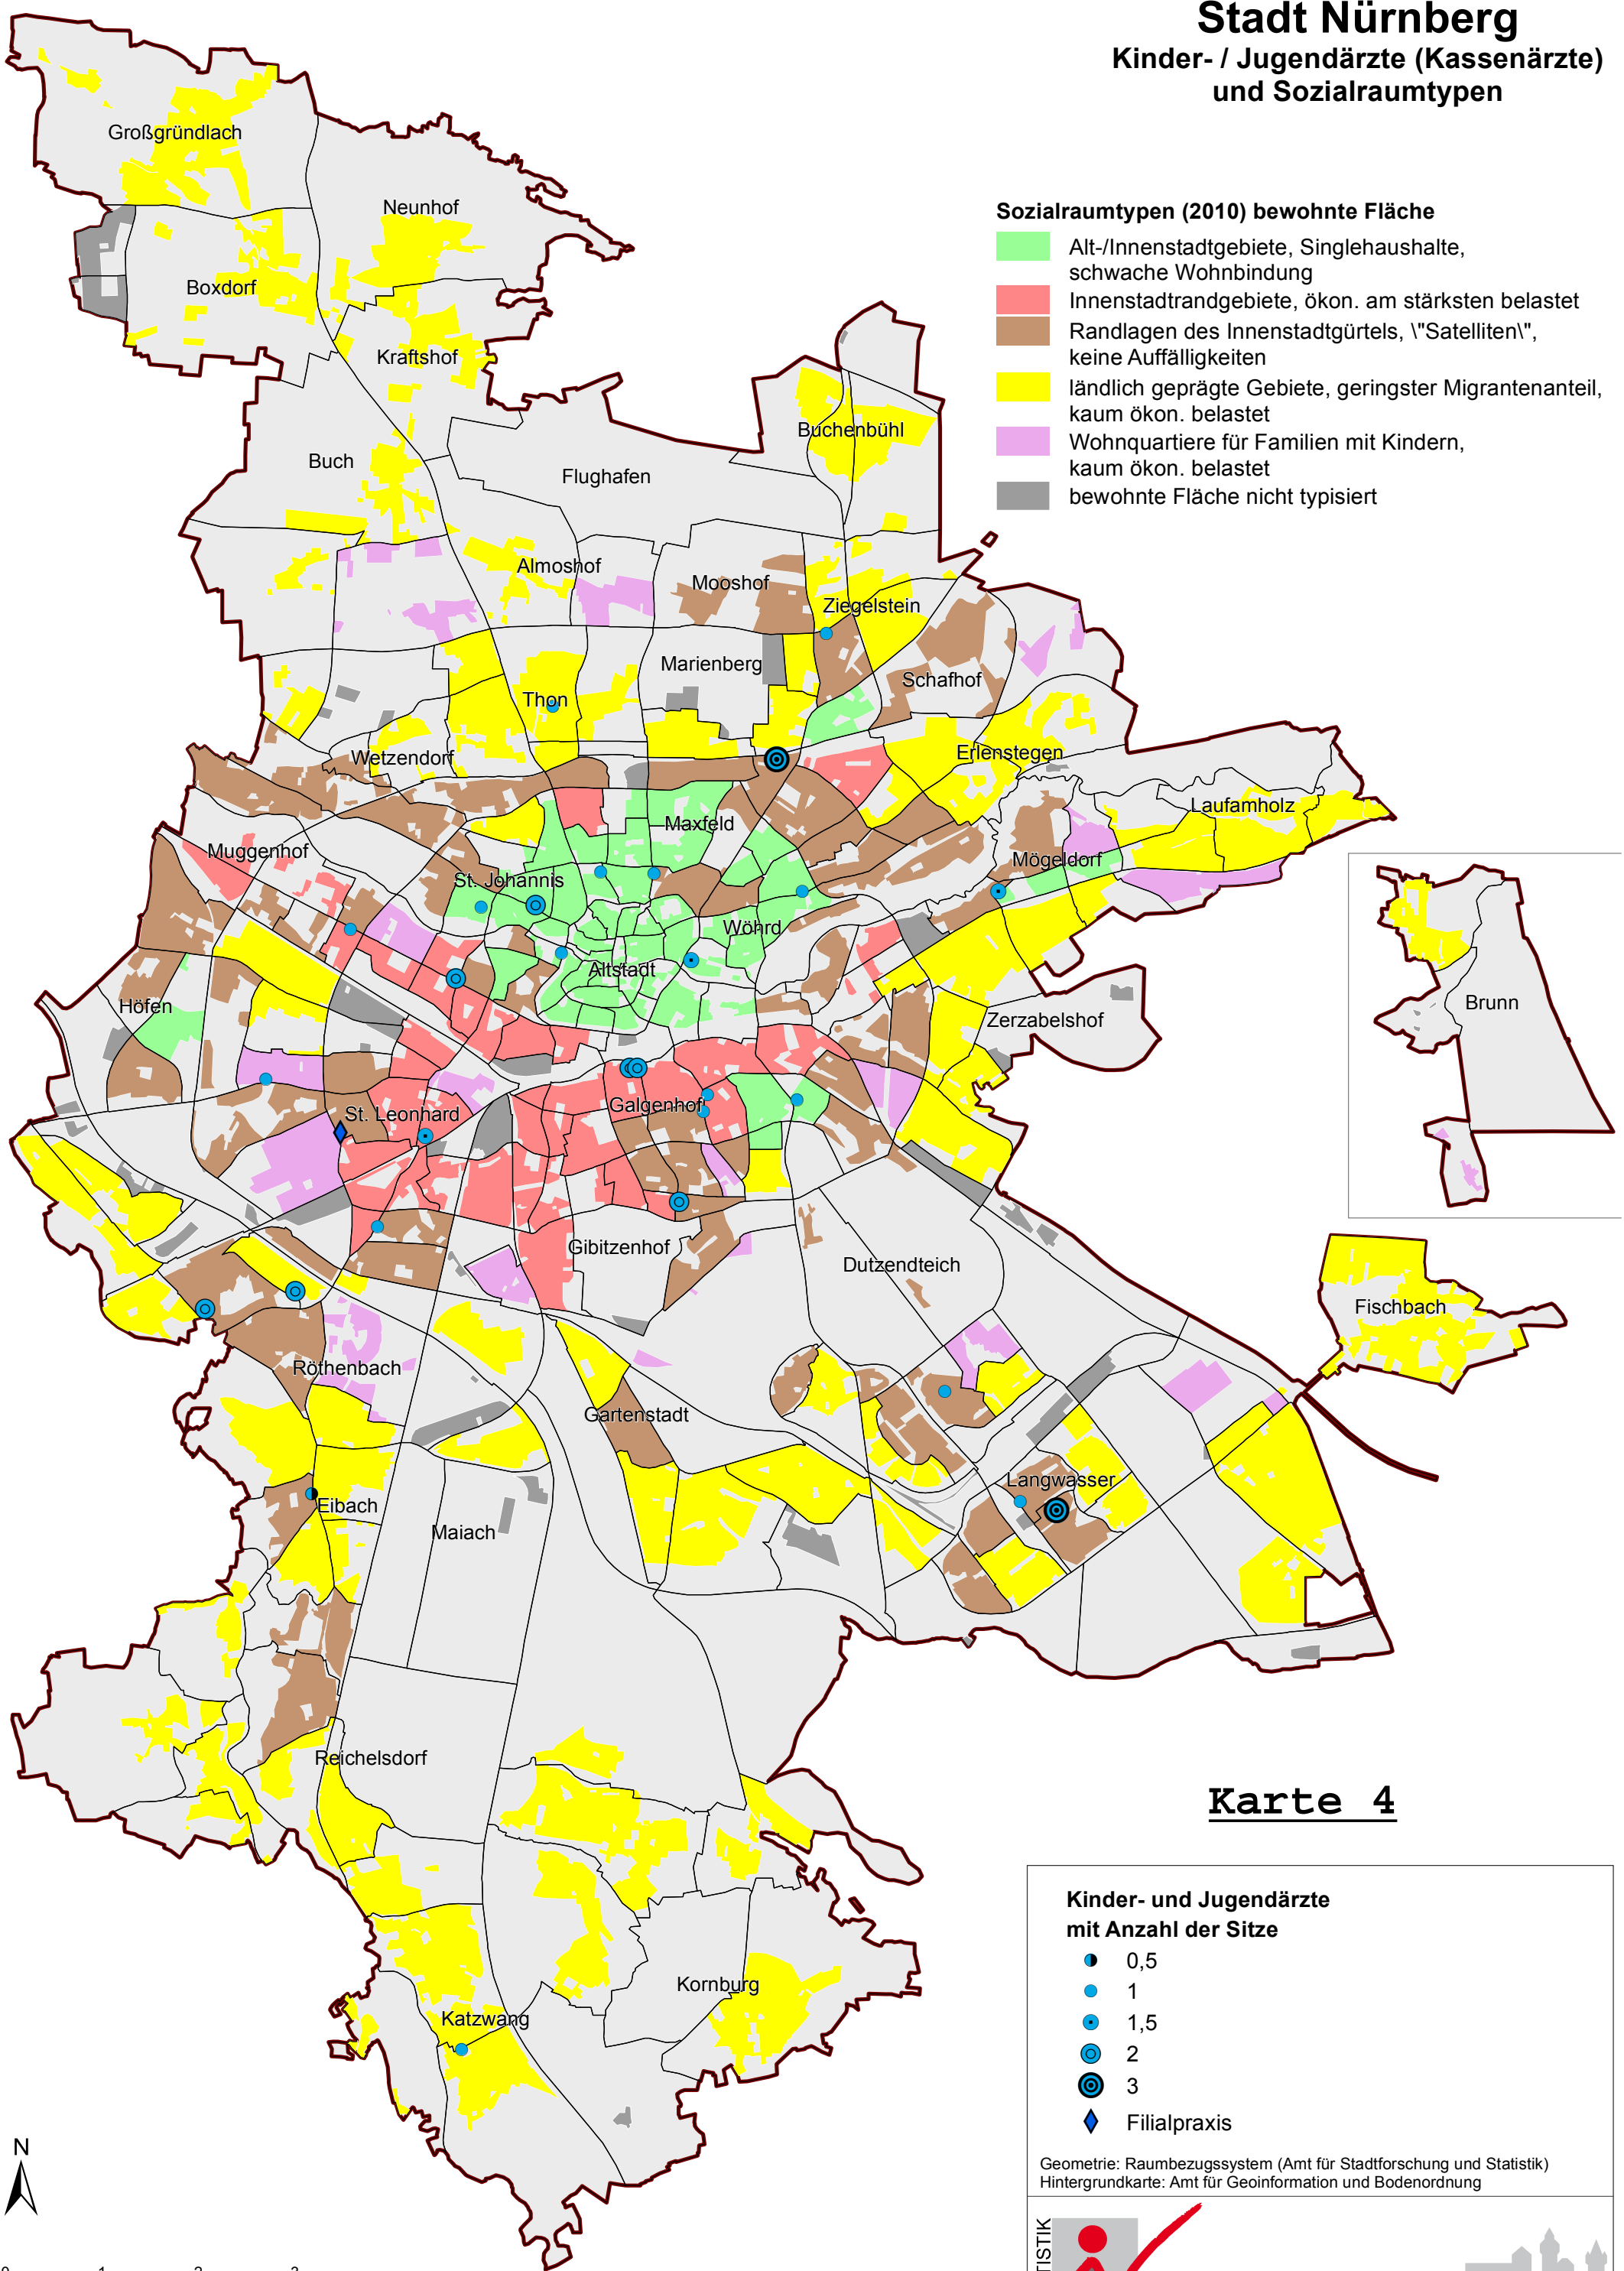 Stadt Nürnberg
Kinder- / Jugendärzte (Kassenärzte)
und Sozialraumtypen
Sozialraumtypen (2010) bewohnte Fläche
Alt-/Innenstadtgebiete, Singlehaushalte,
schwache Wohnbindung
Innenstadtrandgebiete, ökon. am stärksten belastet
Randlagen des Innenstadtgürtels, \"Satelliten\",
keine Auffälligkeiten
ländlich geprägte Gebiete, geringster Migrantenanteil,
kaum ökon. belastet
Wohnquartiere für Familien mit Kindern,
kaum ökon. belastet
bewohnte Fläche nicht typisiert
Großgründlach
Neunhof
Boxdorf
Kraftshof
Buchenbühl
Buch
Flughafen
Almoshof
Mooshof
Ziegelstein
Marienberg
Schafhof
Thon
Wetzendorf
Erlenstegen
Laufamholz
Maxfeld
Muggenhof
Mögeldorf
St. Johannis
Wöhrd
Altstadt
Höfen
Brunn
Zerzabelshof
Galgenhof
St. Leonhard
Gibitzenhof
Dutzendteich
Fischbach
Röthenbach
Gartenstadt
Langwasser
Eibach
Maiach
Reichelsdorf
Kornburg
Katzwang
Karte 4
Kinder- und Jugendärzte
mit Anzahl der Sitze
0,5
1
1,5
2
3
Filialpraxis
Geometrie: Raumbezugssystem (Amt für Stadtforschung und Statistik)
Hintergrundkarte: Amt für Geoinformation und Bodenordnung
N
TISTIK